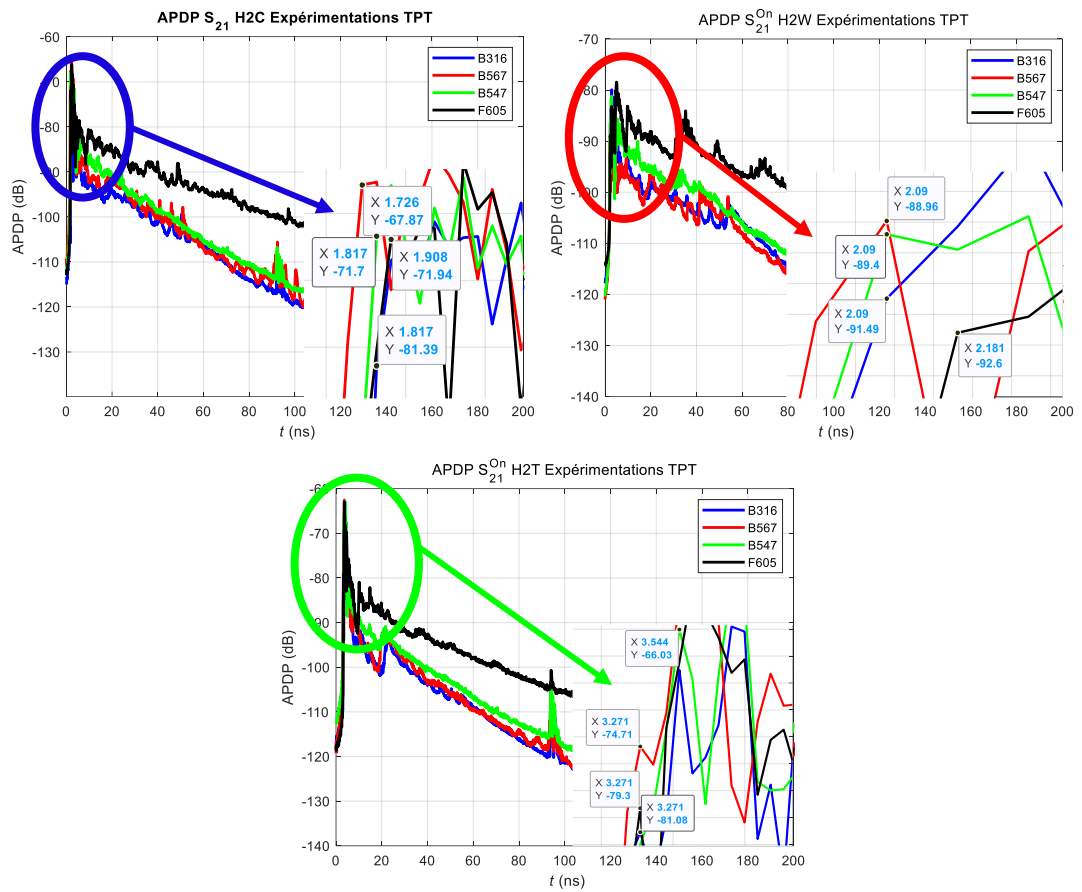 APDP S21 H2C Expérimentations TPT
-60
0
-80
-90
-100
-110
-120
-130
APDP (dB)
B316
B567
B547
F605
X 1.726
Y -67.87
X 1.817
Y -71.7
X 1.908
Y -71.94
X 1.817
Y -81.39
0 20 40 60 80 100 120 140 160 180 200
t (ns)
APDP S21On H2W Expérimentations TPT
-70
-80
-90
-100
-110
-120
-130
-140
APDP (dB)
B316
B567
B547
F605
X 2.09
Y -88.96
X 2.09
Y -89.4
X 2.09
Y -91.49
X 2.181
Y -92.6
0 20 40 60 80 100 120 140 160 180 200
t (ns)
APDP S21On H2T Expérimentations TPT
-60
-70
-80
-90
-100
-110
-120
-130
-140
APDP (dB)
B316
B567
B547
F605
X 3.544
Y -66.03
X 3.271
Y -74.71
X 3.271
Y -79.3
X 3.271
Y -81.08
0 20 40 60 80 100 120 140 160 180 200
t (ns)